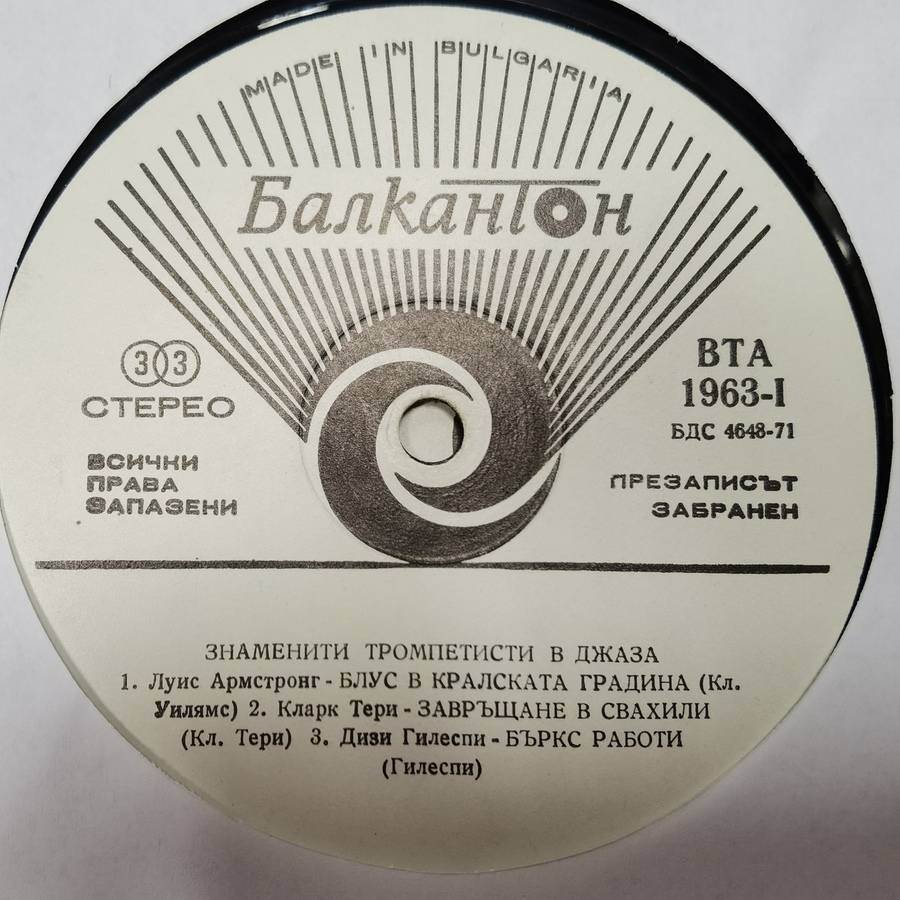 MADE IN BULGARIA
Балкантон
33
СТЕРЕО
ВТА
1963-I
БДС 4648-71
ВСИЧКИ
ПРАВА
ЗАПАЗЕНИ
ПРЕЗАПИСЪТ
ЗАБРАНЕН
ЗНАМЕНИТИ ТРОМПЕТИСТИ В ДЖАЗА
1. Луис Армстронг - БЛУС В КРАЛСКАТА ГРАДИНА (Кл.
Уилямс) 2. Кларк Тери - ЗАВРЪЩАНЕ В СВАХИЛИ
(Кл. Тери) 3. Дизи Гилеспи - БЪРКС РАБОТИ
(Гилеспи)